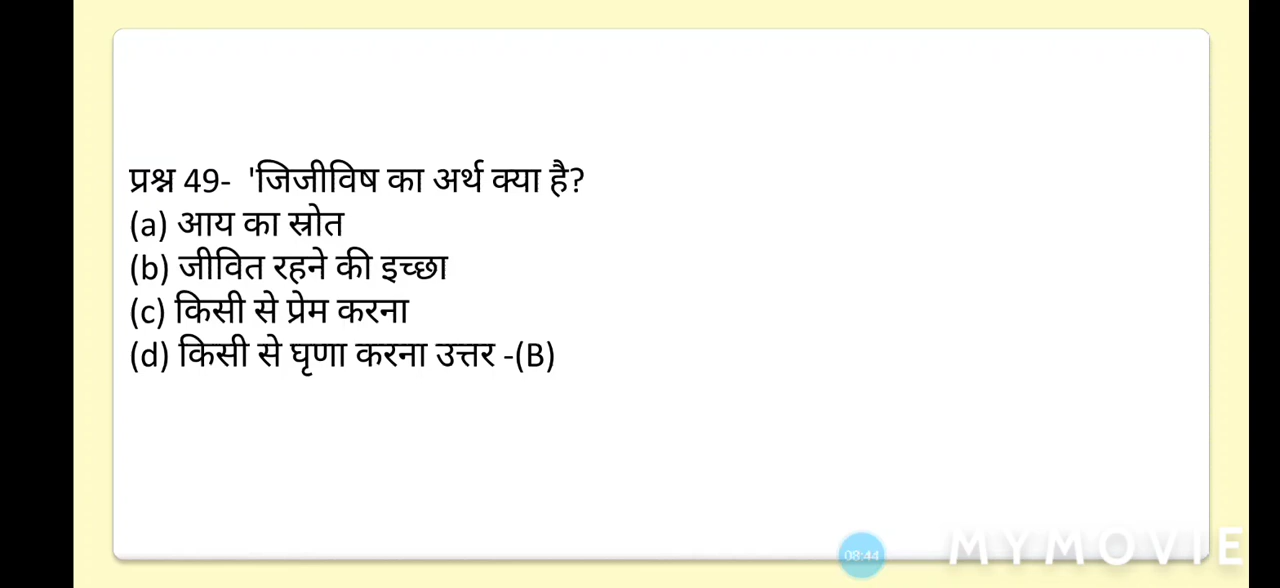 प्रश्न 49-  'जिजीविष का अर्थ क्या है?
(a) आय का स्रोत
(b) जीवित रहने की इच्छा
(c) किसी से प्रेम करना
(d) किसी से घृणा करना उत्तर -(B)
08:44
MYMOVIE